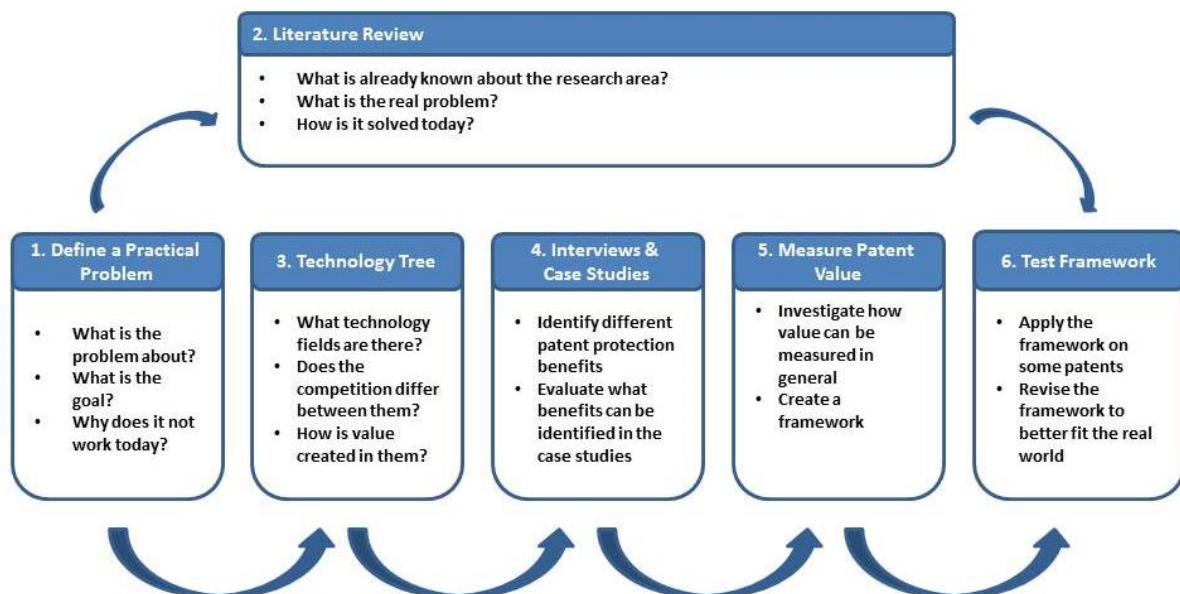 2. Literature Review
• What is already known about the research area?
• What is the real problem?
• How is it solved today?
1. Define a Practical
Problem
• What is the
problem about?
• What is the
goal?
• Why does it not
work today?
3. Technology Tree
• What technology
fields are there?
• Does the
competition differ
between them?
• How is value
created in them?
4. Interviews &
Case Studies
• Identify different
patent protection
benefits
• Evaluate what
benefits can be
identified in the
case studies
5. Measure Patent
Value
• Investigate how
value can be
measured in
general
• Create a
framework
6. Test Framework
• Apply the
framework on
some patents
• Revise the
framework to
better fit the real
world